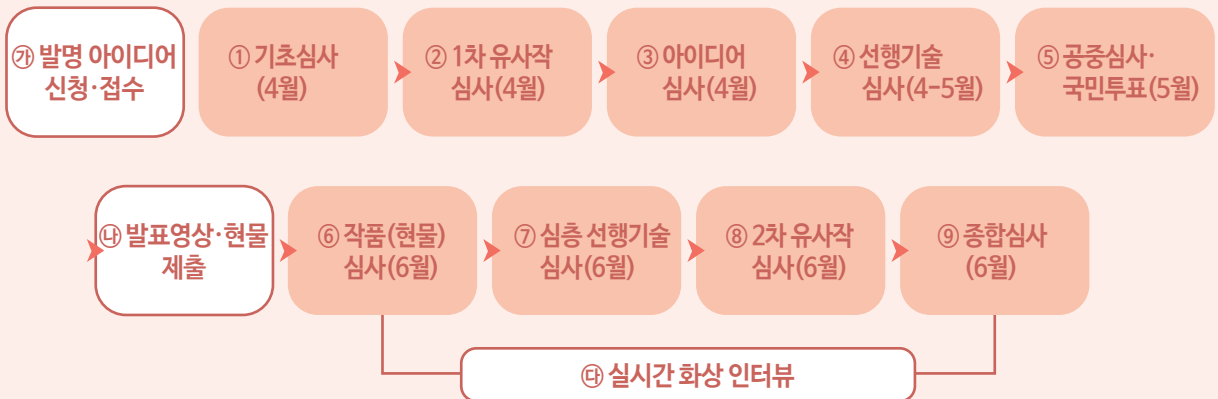 ㉮ 발명 아이디어
신청·접수
① 기초심사
(4월)
② 1차 유사작
심사(4월)
③ 아이디어
심사(4월)
④ 선행기술
심사(4-5월)
⑤ 공중심사·
국민투표(5월)
㉯ 발표영상·현물
제출
⑥ 작품(현물)
심사(6월)
⑦ 심층 선행기술
심사(6월)
⑧ 2차 유사작
심사(6월)
⑨ 종합심사
(6월)
㉰ 실시간 화상 인터뷰